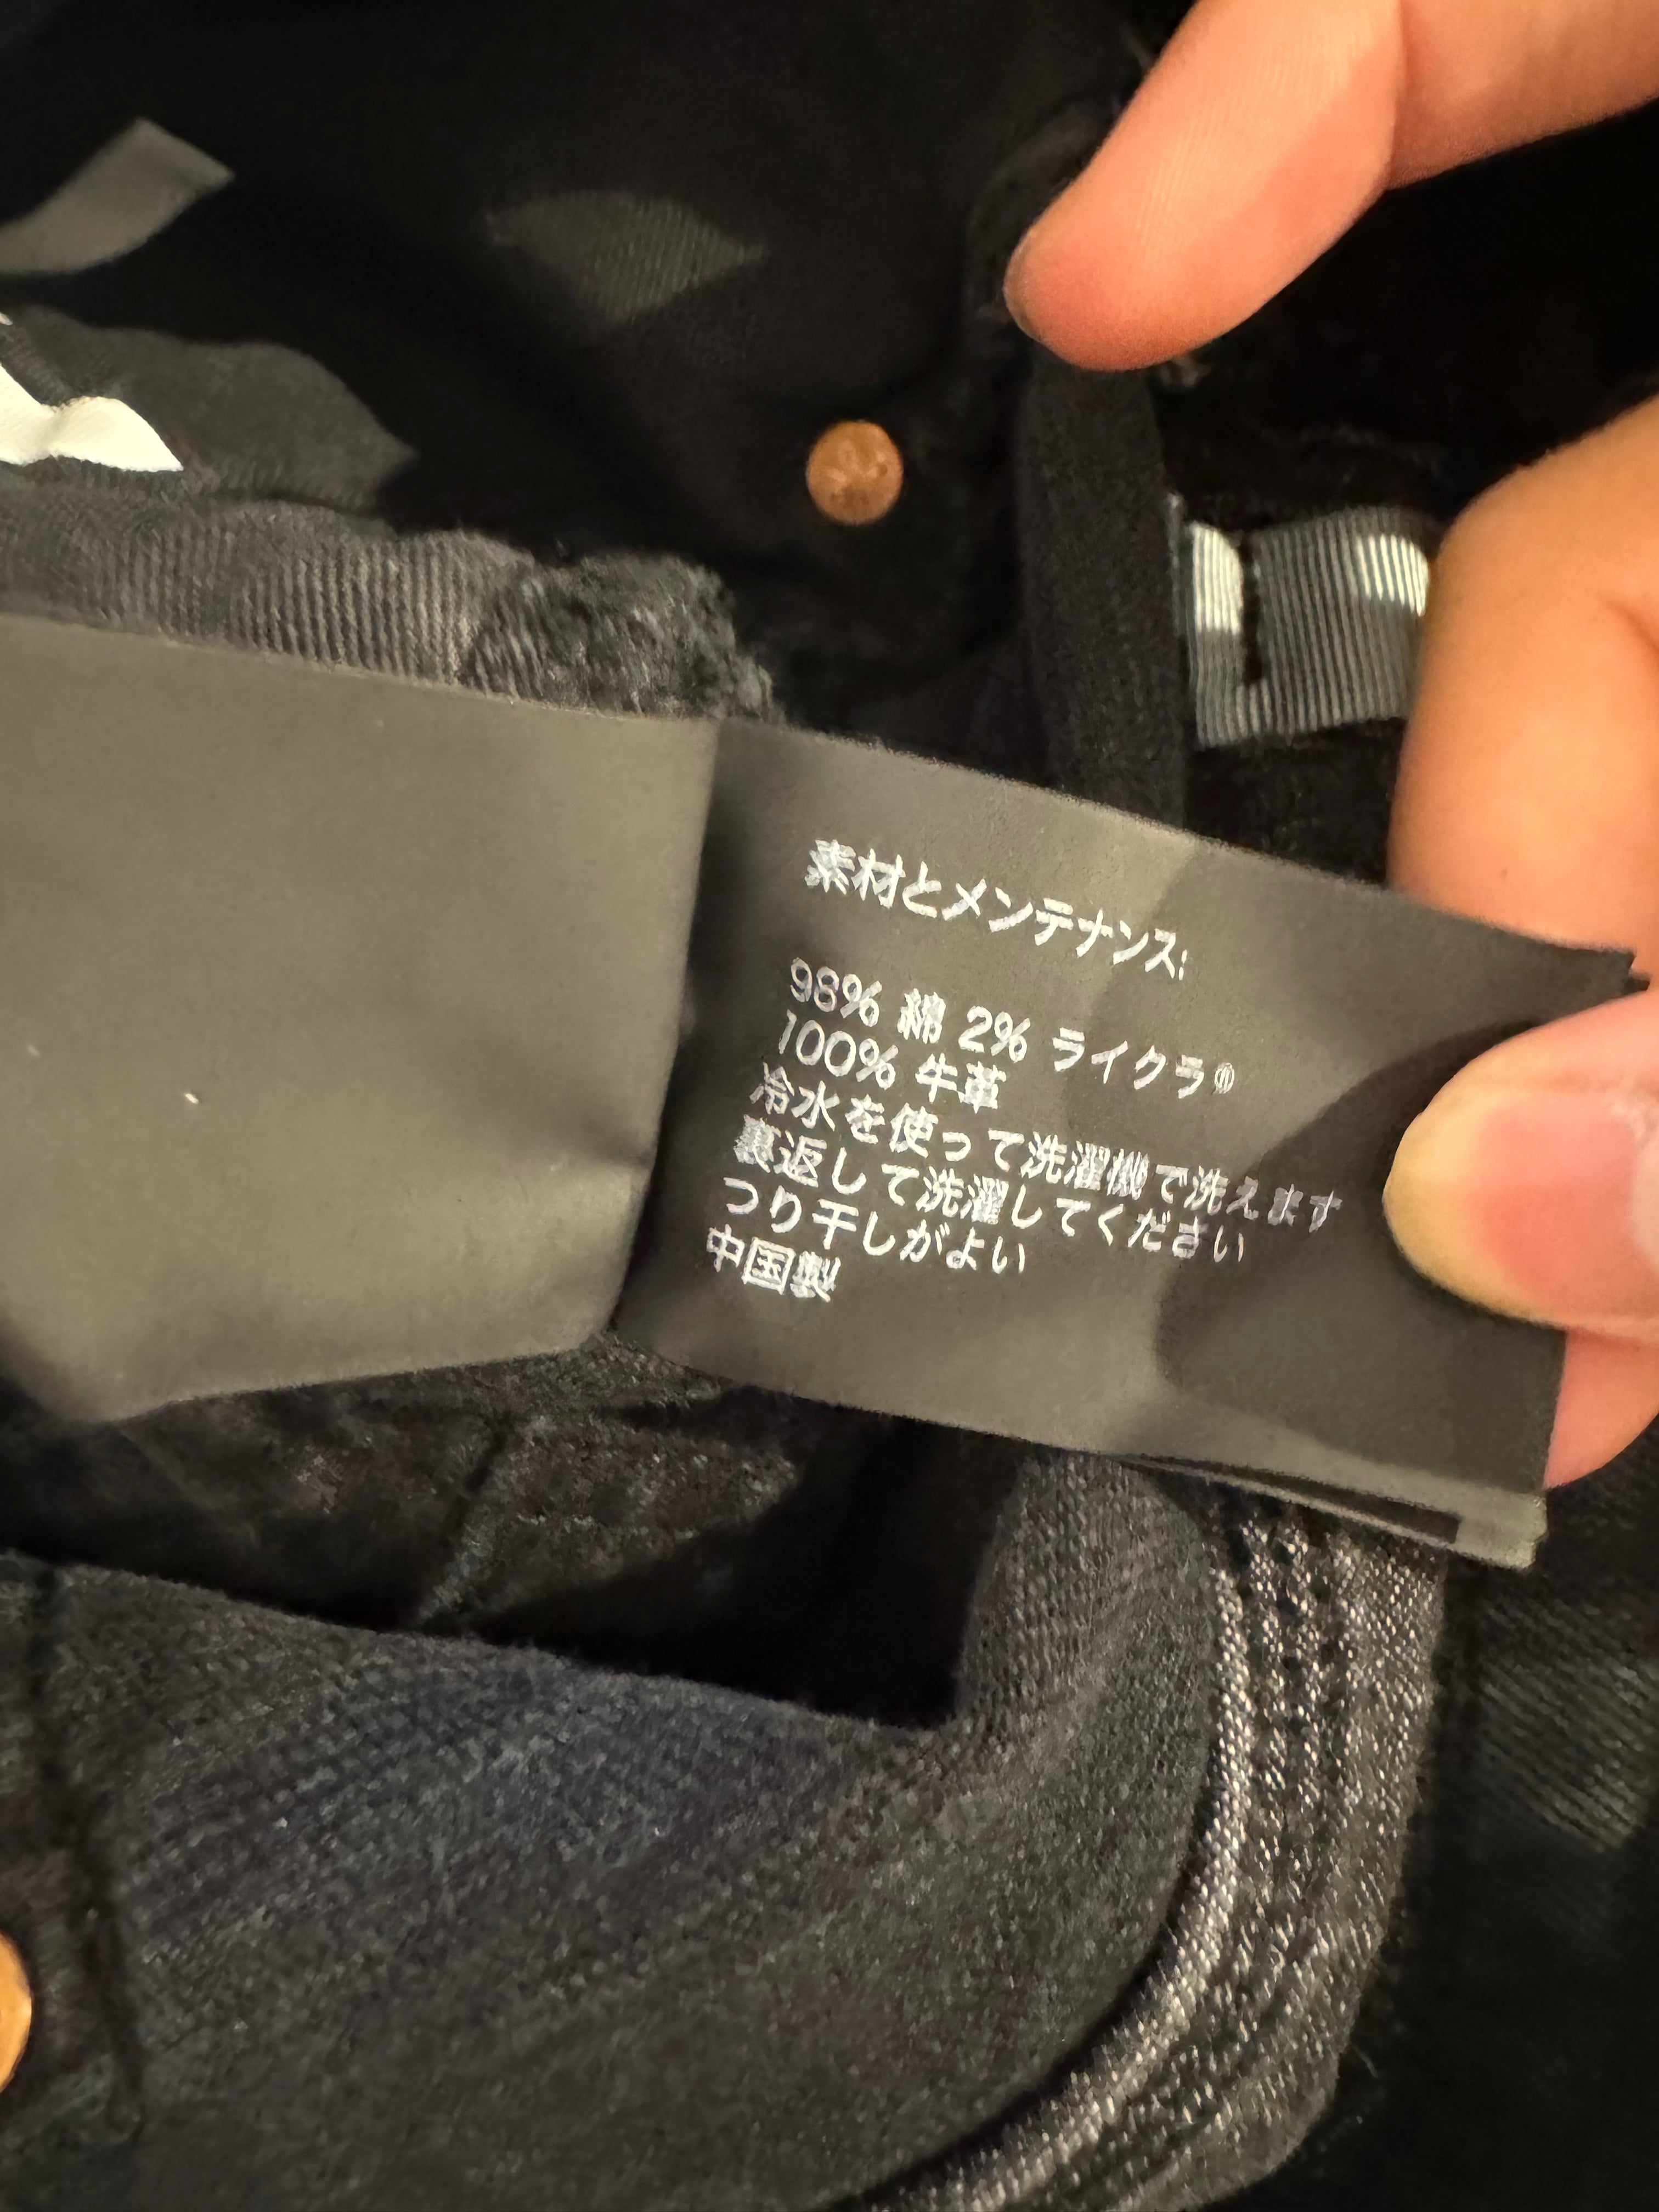 素材とメンテナンス:
98% 綿 2% ライクラ®
100% 牛革
冷水を使って洗濯機で洗えます
裏返して洗濯してください
つり干しがよい
中国製